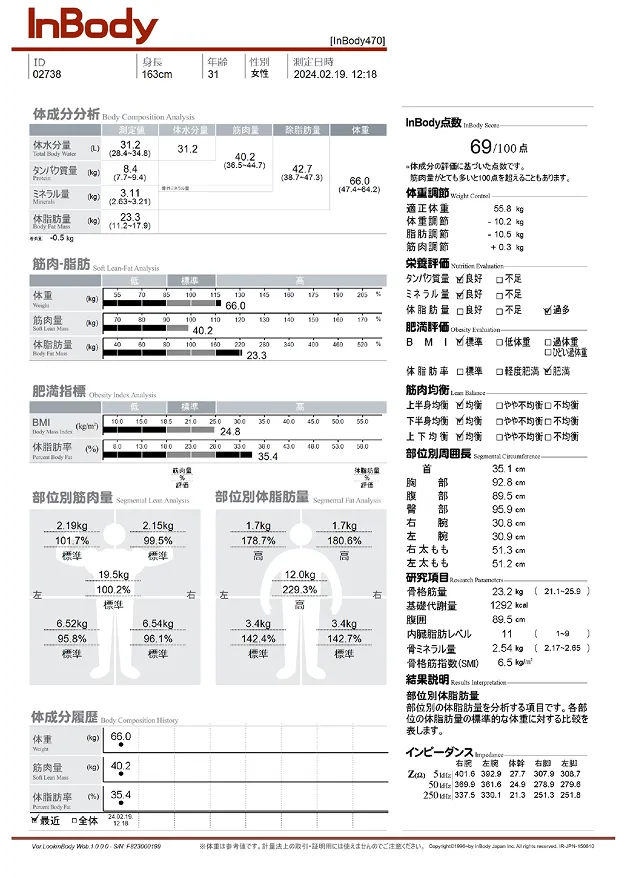 InBody
[InBody470]
ID 身長 年齢 性別 測定日時
02738 163cm 31 女性 2024.02.19. 12:18
体成分分析 Body Composition Analysis
測定値 体水分量 筋肉量 除脂肪量 体重
体水分量 (L) 31.2 31.2 40.2 42.7 66.0
Total Body Water (28.4~34.8) (36.5~44.7) (38.7~47.3) (47.4~64.2)
タンパク質量 (kg) 8.4
Protein (7.7~9.4)
ミネラル量 (kg) 3.11
Minerals (2.63~3.21)
体脂肪量 (kg) 23.3
Body Fat Mass (11.2~17.9)
-0.5 kg
筋肉-脂肪 Soft Lean-Fat Analysis
低 標準 高
体重 (kg) 55 70 85 100 115 130 145 160 175 190 205 %
Weight 66.0
筋肉量 (kg) 70 80 90 100 110 120 130 140 150 160 170 %
Soft Lean Mass 40.2
体脂肪量 (kg) 40 60 80 100 160 220 280 340 400 460 520 %
Body Fat Mass 23.3
肥満指標 Obesity Index Analysis
低 標準 高
BMI (kg/m²) 10.0 15.0 18.5 21.0 25.0 30.0 35.0 40.0 45.0 50.0 55.0
Body Mass Index 24.8
体脂肪率 (%) 8.0 13.0 18.0 23.0 28.0 33.0 38.0 43.0 48.0 53.0 58.0
Percent Body Fat 35.4
筋肉量
%
評価
体脂肪量
%
評価
部位別筋肉量 Segmental Lean Analysis
2.19kg 2.15kg
101.7% 99.5%
標準 標準
19.5kg
100.2%
左 標準 右
6.52kg 6.54kg
95.8% 96.1%
標準 標準
部位別体脂肪量 Segmental Fat Analysis
1.7kg 1.7kg
178.7% 180.6%
高 高
12.0kg
229.3%
左 高 右
3.4kg 3.4kg
142.4% 142.7%
標準 標準
体成分履歴 Body Composition History
体重 (kg) 66.0
Weight
筋肉量 (kg) 40.2
Soft Lean Mass
体脂肪率 (%) 35.4
Percent Body Fat
最近 全体 24.02.19. 12:18
InBody点数 InBody Score
69/100 点
*体成分の評価に基づいた点数です。
筋肉量がとても多いと100点を超えることもあります。
体重調節 Weight Control
適正体重 55.8 kg
体重調節 - 10.2 kg
脂肪調節 - 10.5 kg
筋肉調節 + 0.3 kg
栄養評価 Nutrition Evaluation
タンパク質量 良好 不足
ミネラル量 良好 不足
体脂肪量 良好 不足 過多
肥満評価 Obesity Evaluation
BMI 標準 低体重 過体重
ひどい過体重
体脂肪率 標準 軽度肥満 肥満
筋肉均衡 Lean Balance
上半身均衡 均衡 やや不均衡 不均衡
下半身均衡 均衡 やや不均衡 不均衡
上下均衡 均衡 やや不均衡 不均衡
部位別周囲長 Segmental Circumference
首 35.1 cm
胸部 92.8 cm
腹部 89.5 cm
臀部 95.9 cm
右腕 30.8 cm
左腕 30.9 cm
右太もも 51.3 cm
左太もも 51.2 cm
研究項目 Research Parameters
骨格筋量 23.2 kg ( 21.1~25.9 )
基礎代謝量 1292 kcal
腹囲 89.5 cm
内臓脂肪レベル 11 ( 1~9 )
骨ミネラル量 2.54 kg ( 2.17~2.65 )
骨格筋指数(SMI) 6.5 kg/m²
結果説明 Results Interpretation
部位別体脂肪量
部位別の体脂肪量を分析する項目です。各部
位の体脂肪量の標準的な体重に対する比較を
表します。
インピーダンス Impedance
右腕 左腕 体幹 右脚 左脚
Z(Ω) 5 kHz 401.6 392.9 27.7 307.9 308.7
50 kHz 369.9 361.6 24.9 278.9 279.6
250 kHz 337.5 330.1 21.3 251.3 251.8
Ver.LookinBody Web.1.0.0.0 - S/N: F823000199
※体重は参考値です。計量法上の取引・証明用には使えませんのでご注意ください。
Copyright©1996~by InBody Japan Inc. All rights reserved. IR-JPN-150610